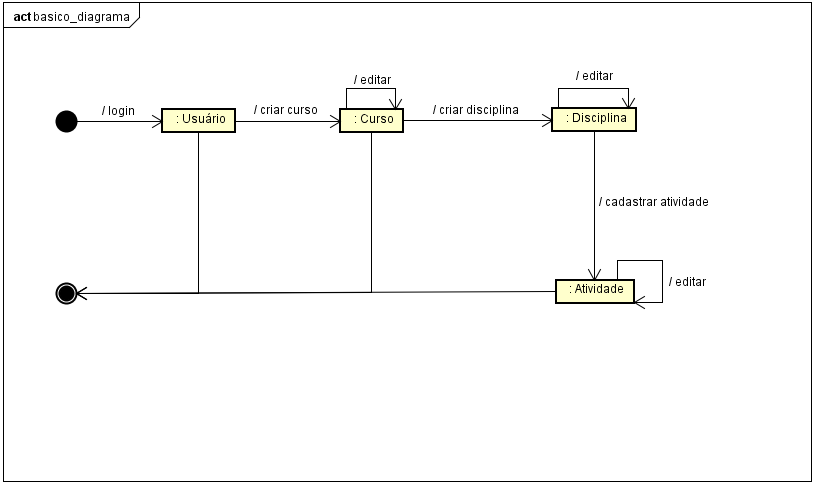 act basico_diagrama
/ editar
/ editar
/ login
/ criar curso
/ criar disciplina
: Usuário
: Curso
: Disciplina
/ cadastrar atividade
: Atividade
/ editar